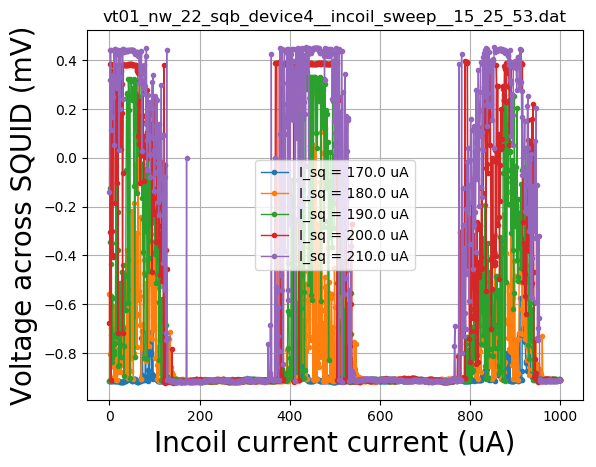 vt01_nw_22_sqb_device4__incoil_sweep__15_25_53.dat
Voltage across SQUID (mV)
0.4
0.2
0.0
−0.2
−0.4
−0.6
−0.8
I_sq = 170.0 uA
I_sq = 180.0 uA
I_sq = 190.0 uA
I_sq = 200.0 uA
I_sq = 210.0 uA
0
200
400
600
800
1000
Incoil current current (uA)